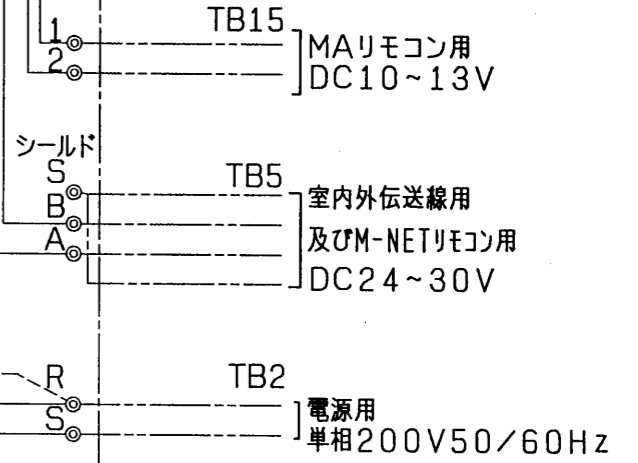 TB15
1
2
MAリモコン用
DC10~13V
シールド
S
B
A
TB5
室内外伝送線用
及びM-NETリモコン用
DC24~30V
R
S
TB2
電源用
単相200V50/60Hz